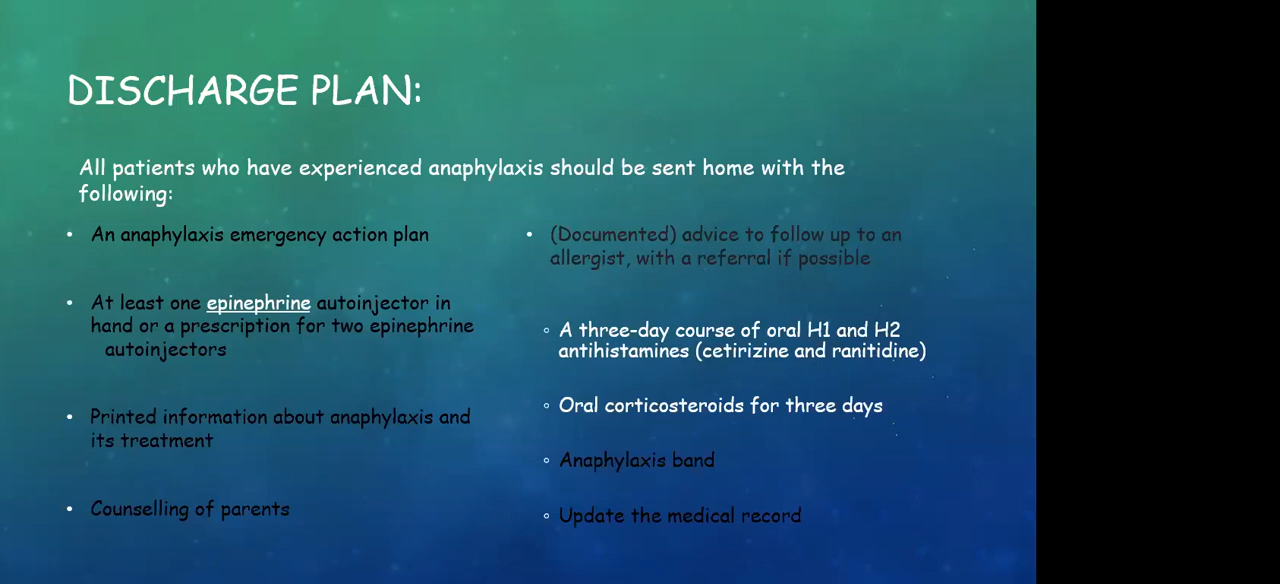 DISCHARGE PLAN:
All patients who have experienced anaphylaxis should be sent home with the
following:
• An anaphylaxis emergency action plan
• At least one epinephrine autoinjector in
hand or a prescription for two epinephrine
autoinjectors
• Printed information about anaphylaxis and
its treatment
• Counselling of parents
• (Documented) advice to follow up to an
allergist, with a referral if possible
◦ A three-day course of oral H1 and H2
antihistamines (cetirizine and ranitidine)
◦ Oral corticosteroids for three days
◦ Anaphylaxis band
◦ Update the medical record